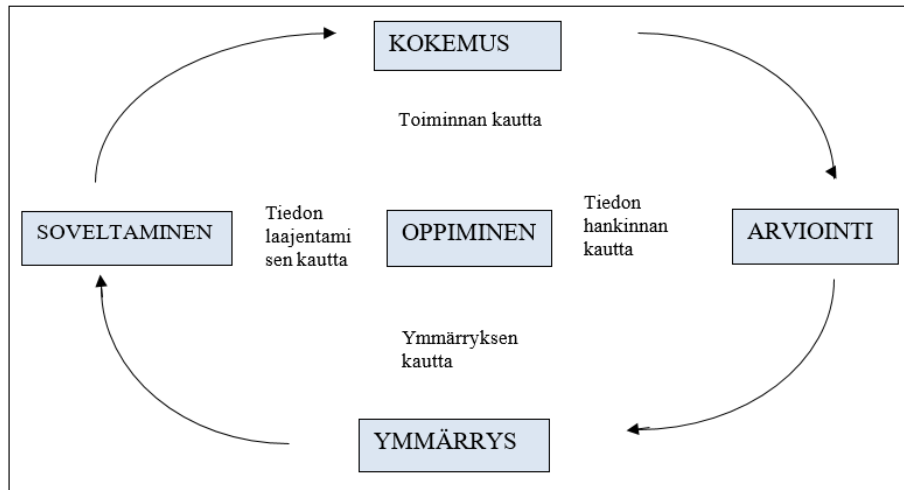 KOKEMUS
Toiminnan kautta
SOVELTAMINEN
Tiedon
laajentami
sen kautta
OPPIMINEN
Tiedon
hankinnan
kautta
ARVIOINTI
Ymmärryksen
kautta
YMMÄRRYS